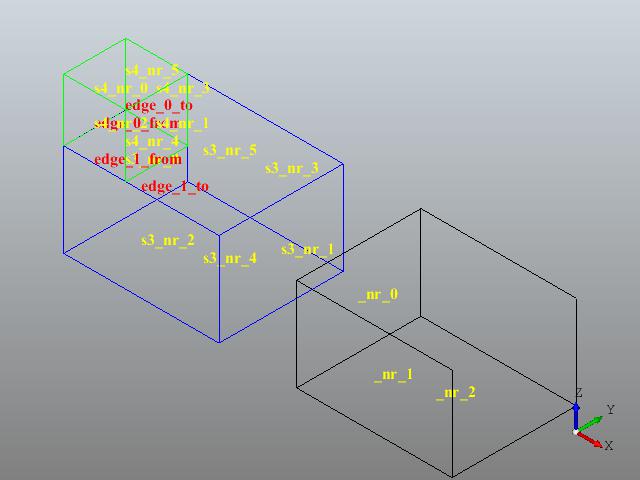 s4_nr_5
s4_nr_0
s4_nr_3
edge_0_to
edge_0_from
s4_nr_1
s4_nr_4
edge_1_from
edge_1_to
s3_nr_5
s3_nr_3
s3_nr_2
s3_nr_1
s3_nr_4
_nr_0
_nr_1
_nr_2
Z
Y
X